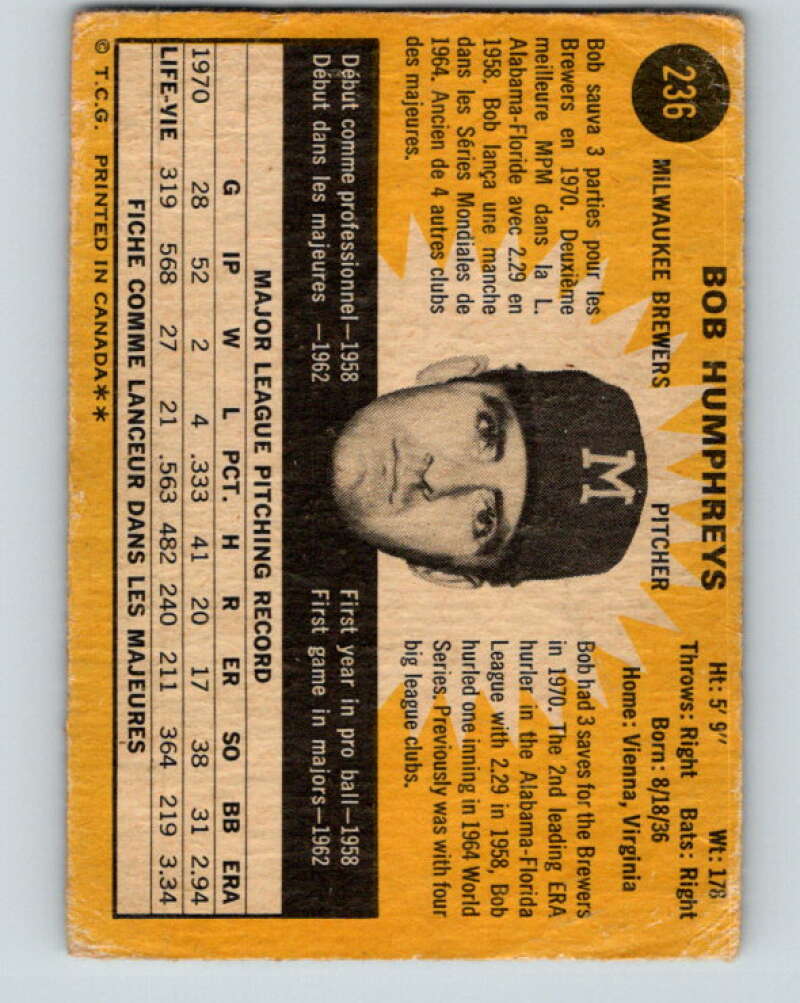 236
BOB HUMPHREYS
MILWAUKEE BREWERS PITCHER
Ht: 5' 9" Wt: 178
Throws: Right Bats: Right
Born: 8/18/36
Home: Vienna, Virginia
Bob sauva 3 parties pour les
Brewers en 1970. Deuxième
meilleure MPM dans la L.
Alabama-Floride avec 2.29 en
1958. Bob lança une manche
dans les Séries Mondiales de
1964. Ancien de 4 autres clubs
des majeures.
M
Bob had 3 saves for the Brewers
in 1970. The 2nd leading ERA
hurler in the Alabama-Florida
League with 2.29 in 1958, Bob
hurled one inning in 1964 World
Series. Previously was with four
big league clubs.
Début comme professionnel—1958
Début dans les majeures —1962
First year in pro ball—1958
First game in majors—1962
MAJOR LEAGUE PITCHING RECORD
G IP W L PCT. H R ER SO BB ERA
1970 28 52 2 4 .333 41 20 17 38 31 2.94
LIFE-VIE 319 568 27 21 .563 482 240 211 364 219 3.34
FICHE COMME LANCEUR DANS LES MAJEURES
© T.C.G. PRINTED IN CANADA**